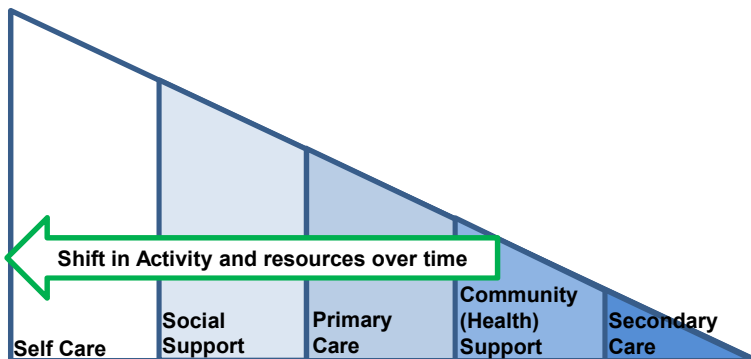 Shift in Activity and resources over time
Self Care
Social
Support
Primary
Care
Community
(Health)
Support
Secondary
Care